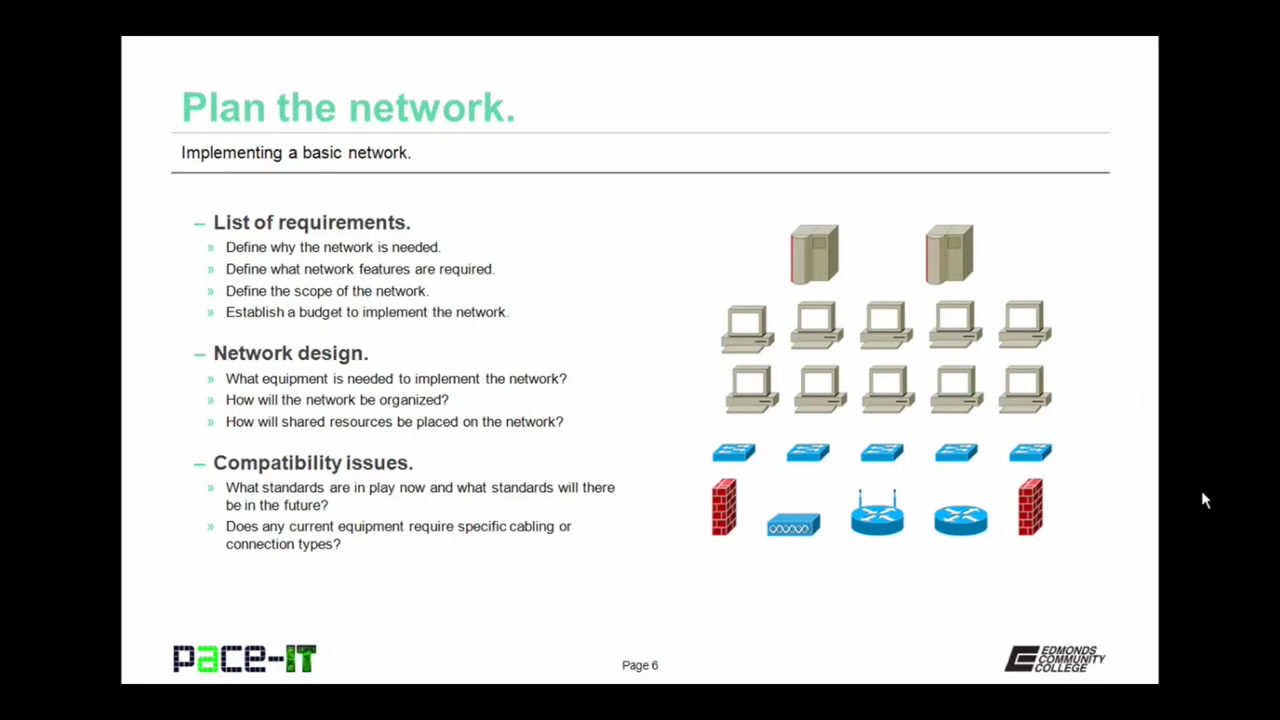 Plan the network.
Implementing a basic network.
– List of requirements.
» Define why the network is needed.
» Define what network features are required.
» Define the scope of the network.
» Establish a budget to implement the network.
– Network design.
» What equipment is needed to implement the network?
» How will the network be organized?
» How will shared resources be placed on the network?
– Compatibility issues.
» What standards are in play now and what standards will there
be in the future?
» Does any current equipment require specific cabling or
connection types?
pace-IT
Page 6
EDMONDS
COMMUNITY
COLLEGE